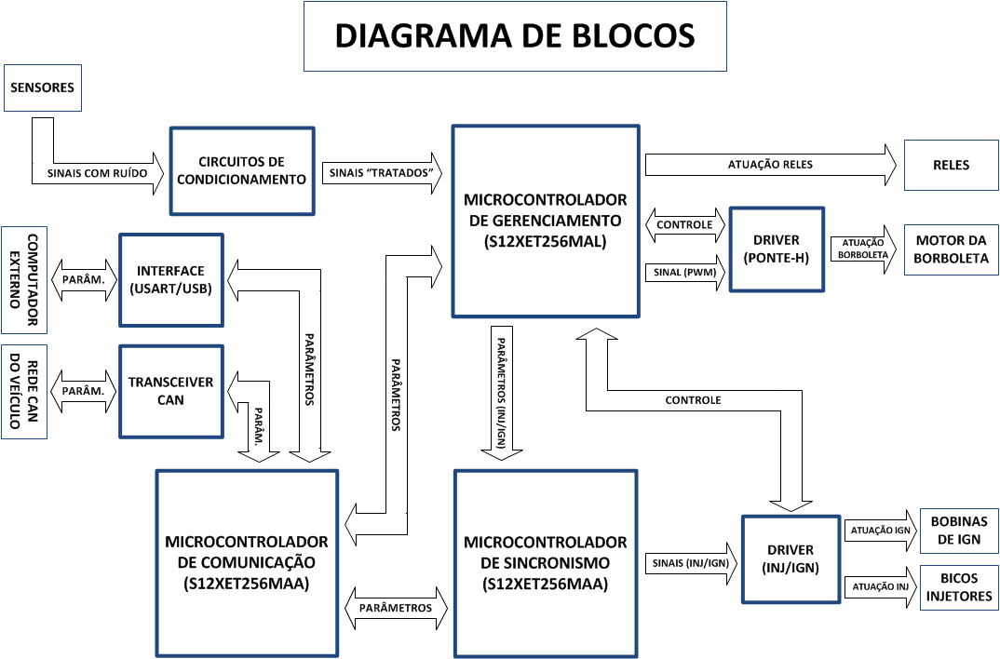 DIAGRAMA DE BLOCOS
SENSORES
SINAIS COM RUÍDO
CIRCUITOS DE
CONDICIONAMENTO
SINAIS “TRATADOS”
MICROCONTROLADOR
DE GERENCIAMENTO
(S12XET256MAL)
ATUAÇÃO RELES
RELES
CONTROLE
SINAL (PWM)
DRIVER
(PONTE-H)
ATUAÇÃO
BORBOLETA
MOTOR DA
BORBOLETA
COMPUTADOR
EXTERNO
PARÂM.
INTERFACE
(USART/USB)
PARÂMETROS
REDE CAN
DO VEÍCULO
PARÂM.
TRANSCEIVER
CAN
PARÂM.
PARÂMETROS
PARÂMETROS (INJ/IGN)
CONTROLE
MICROCONTROLADOR
DE COMUNICAÇÃO
(S12XET256MAA)
PARÂMETROS
MICROCONTROLADOR
DE SINCRONISMO
(S12XET256MAA)
SINAIS (INJ/IGN)
DRIVER
(INJ/IGN)
ATUAÇÃO IGN
BOBINAS
DE IGN
ATUAÇÃO INJ
BICOS
INJETORES